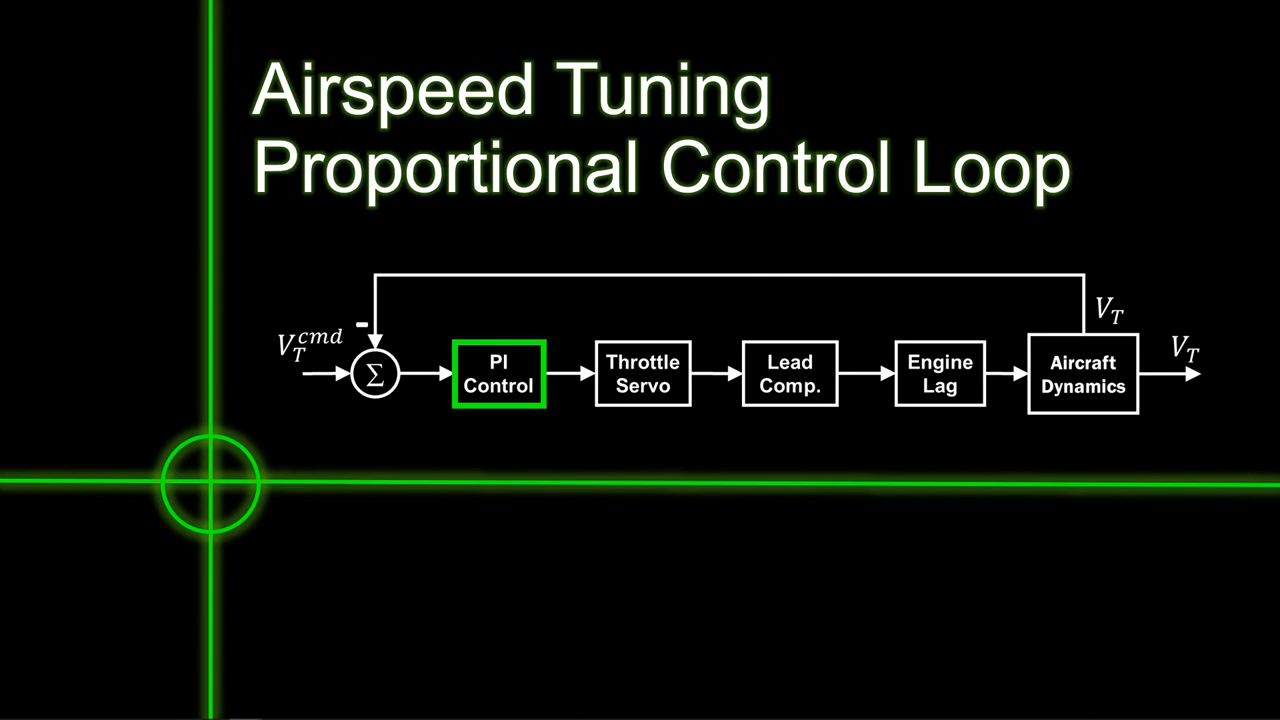 Airspeed Tuning
Proportional Control Loop
V_T^{cmd}
-
Σ
PI
Control
Throttle
Servo
Lead
Comp.
Engine
Lag
Aircraft
Dynamics
V_T
V_T